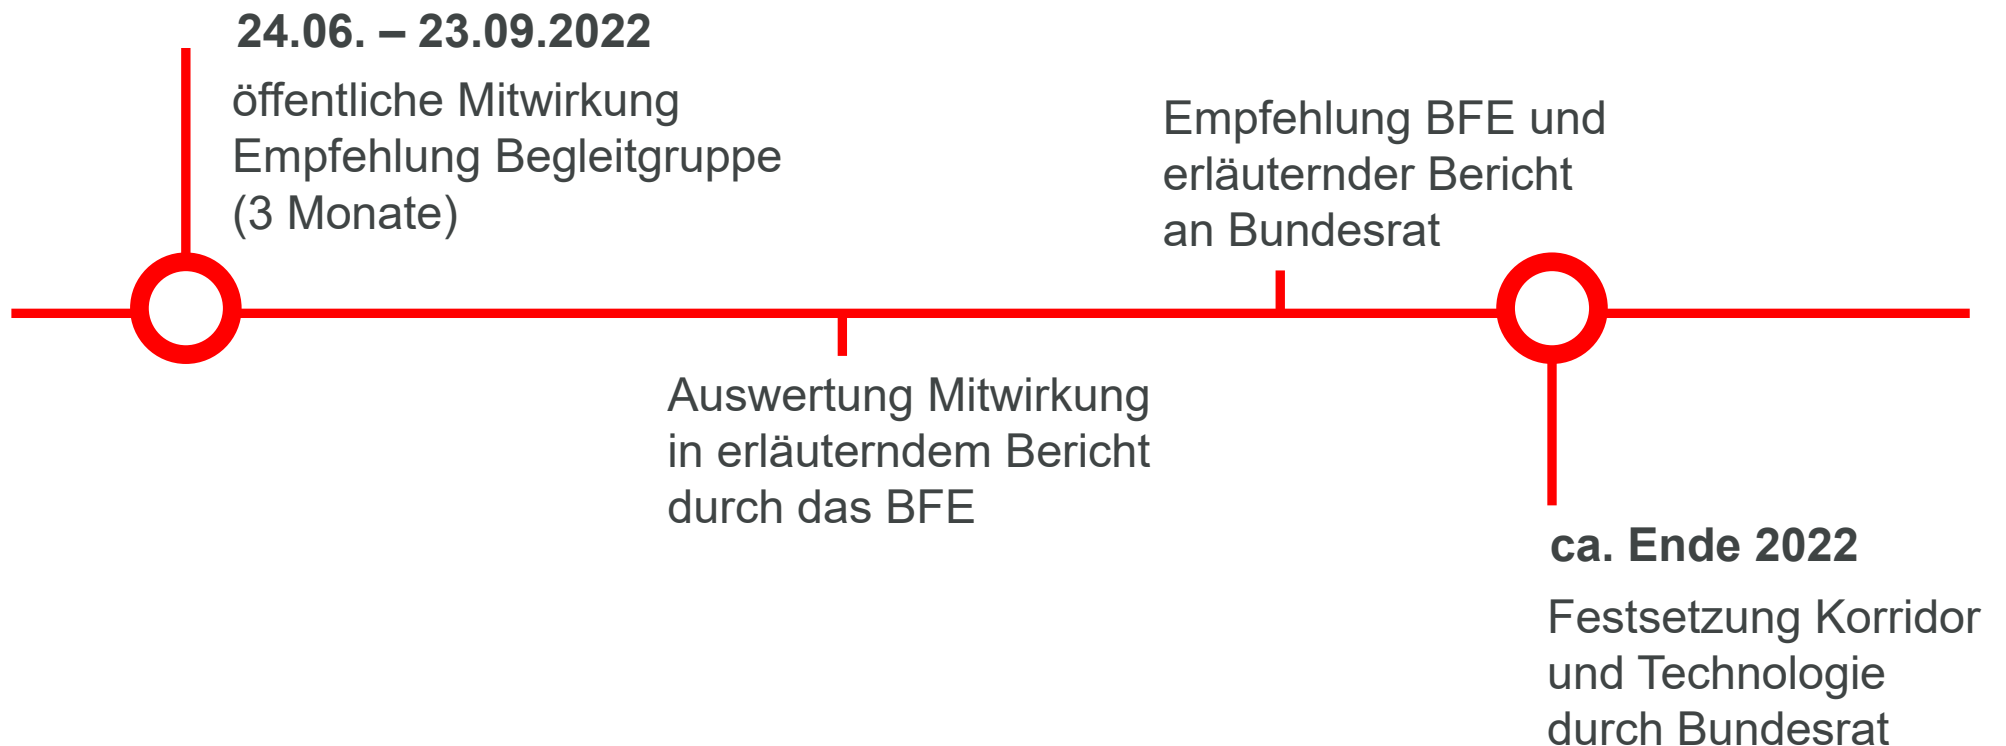 24.06. – 23.09.2022
öffentliche Mitwirkung
Empfehlung Begleitgruppe
(3 Monate)
Auswertung Mitwirkung
in erläuterndem Bericht
durch das BFE
Empfehlung BFE und
erläuternder Bericht
an Bundesrat
ca. Ende 2022
Festsetzung Korridor
und Technologie
durch Bundesrat